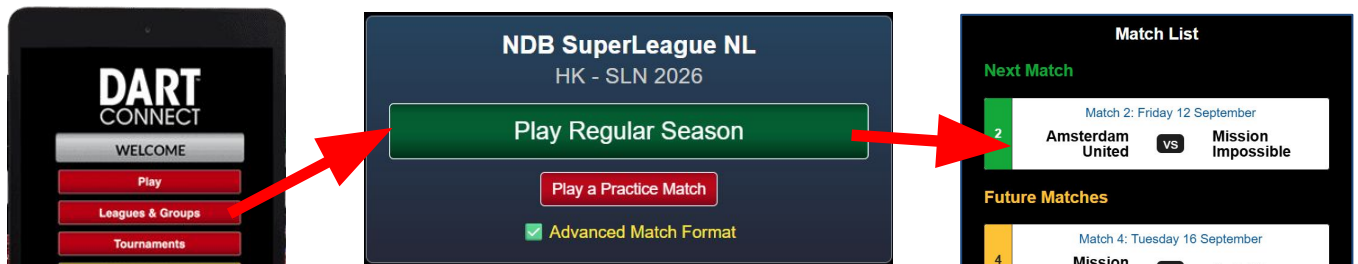 DART
CONNECT
WELCOME
Play
Leagues & Groups
Tournaments
NDB SuperLeague NL
HK - SLN 2026
Play Regular Season
Play a Practice Match
Advanced Match Format
Match List
Next Match
Match 2: Friday 12 September
2
Amsterdam
United
VS
Mission
Impossible
Future Matches
Match 4: Tuesday 16 September
4
Mission